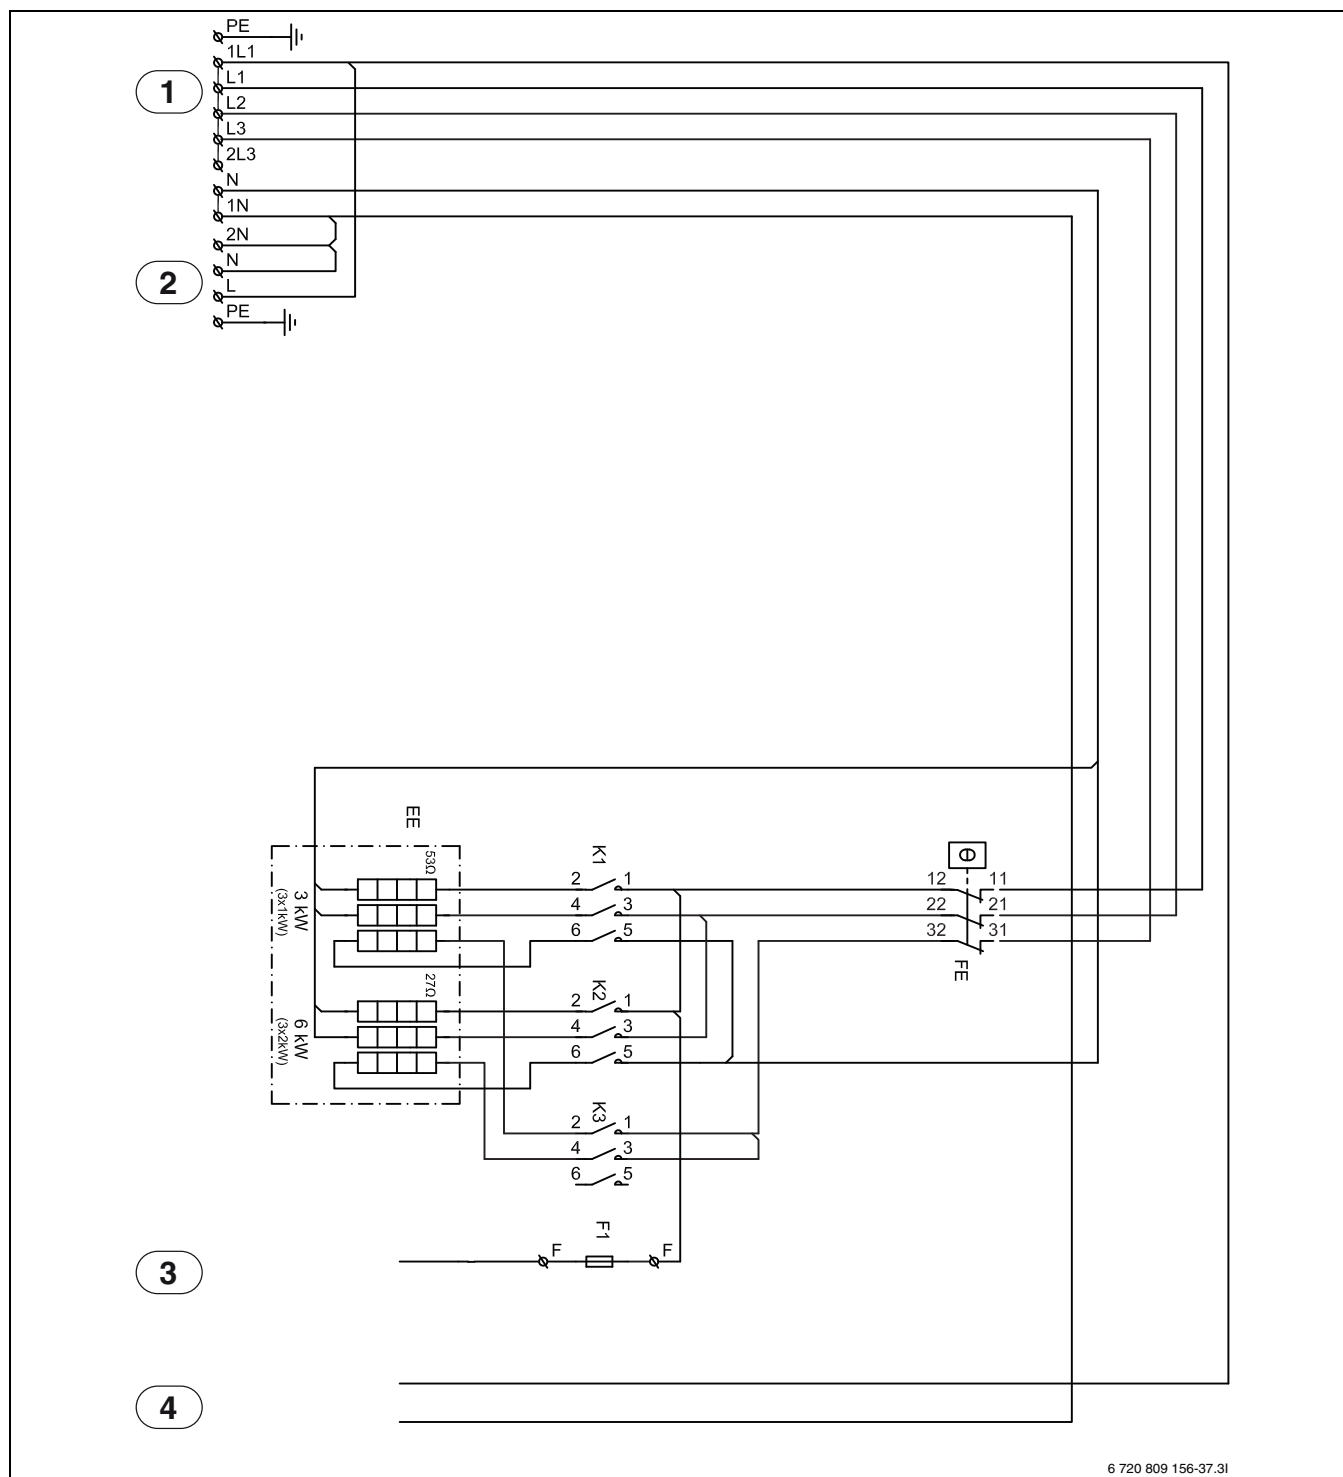 PE
1L1
1
L1
L2
L3
2L3
N
1N
2N
N
2
L
PE
EE
53Ω
3 kW
(3x1kW)
27Ω
6 kW
(3x2kW)
K1
2 1
4 3
6 5
K2
2 1
4 3
6 5
K3
2 1
4 3
6 5
θ
12 11
22 21
32 31
FE
F1
F F
3
4
6 720 809 156-37.3I